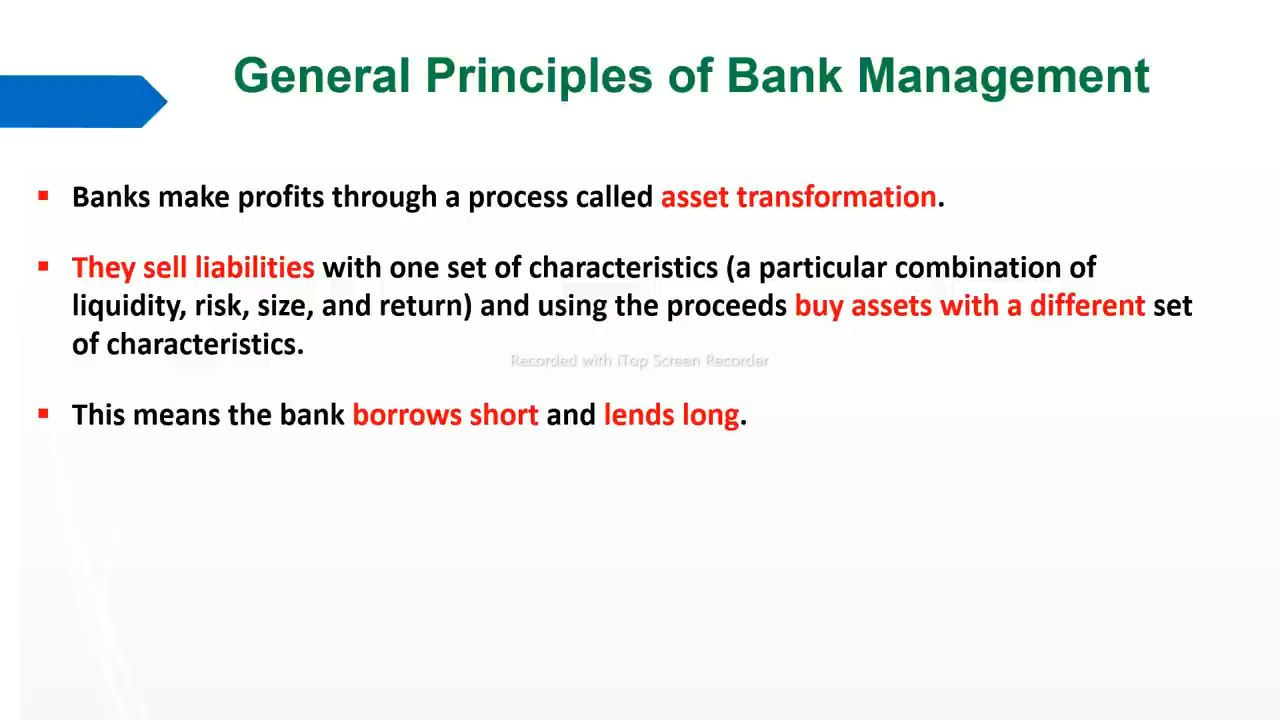 General Principles of Bank Management
▪ Banks make profits through a process called asset transformation.
▪ They sell liabilities with one set of characteristics (a particular combination of
liquidity, risk, size, and return) and using the proceeds buy assets with a different set
of characteristics.
Recorded with iTop Screen Recorder
▪ This means the bank borrows short and lends long.